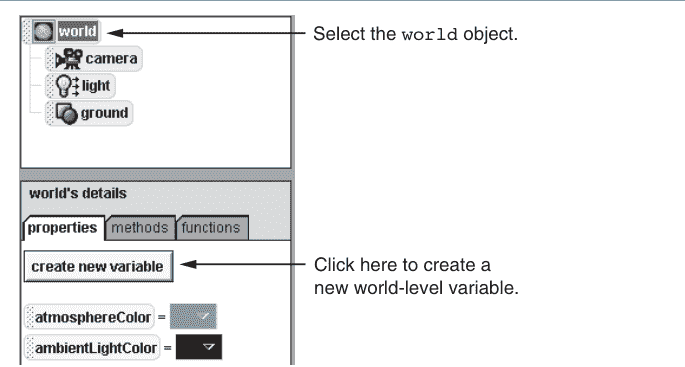 world
Select the world object.
camera
light
ground
world's details
properties methods functions
create new variable
Click here to create a
new world-level variable.
atmosphereColor =
ambientLightColor =